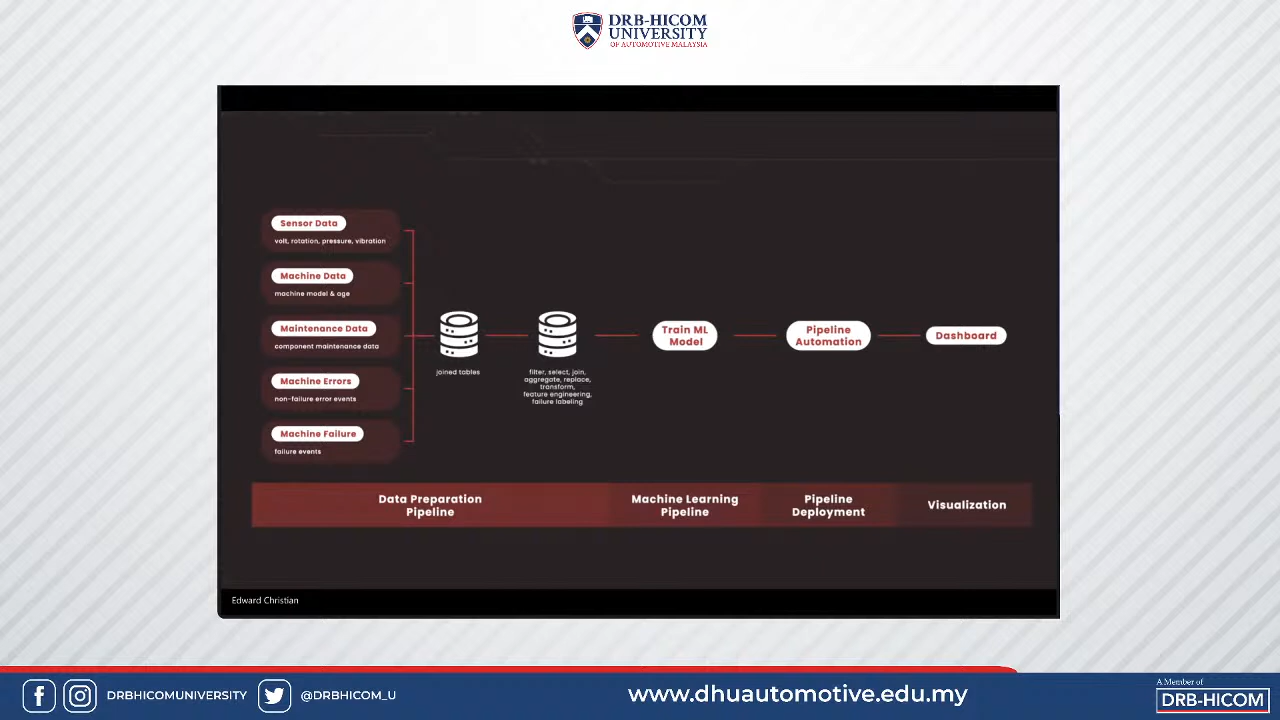 DRB-HICOM
UNIVERSITY
OF AUTOMOTIVE MALAYSIA
Sensor Data
volt, rotation, pressure, vibration
Machine Data
machine model & age
Maintenance Data
component maintenance data
Machine Errors
non-failure error events
Machine Failure
failure events
joined tables
filter, select, join,
aggregate, replace,
transform,
feature engineering,
failure labeling
Train ML
Model
Pipeline
Automation
Dashboard
Data Preparation
Pipeline
Machine Learning
Pipeline
Pipeline
Deployment
Visualization
Edward Christian
DRBHICOMUNIVERSITY
@DRBHICOM_U
www.dhuautomotive.edu.my
A Member of
DRB-HICOM